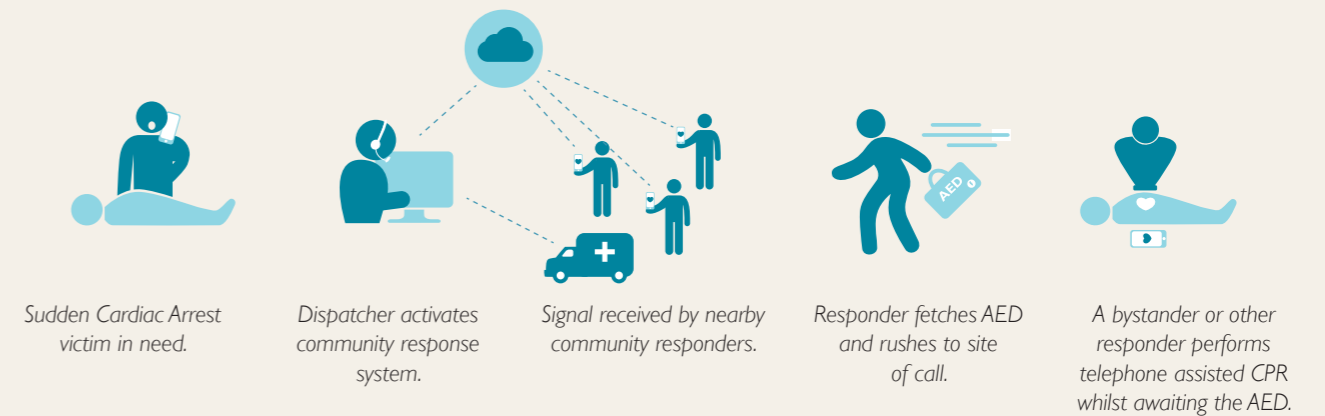 AED
Sudden Cardiac Arrest
victim in need.
Dispatcher activates
community response
system.
Signal received by nearby
community responders.
Responder fetches AED
and rushes to site
of call.
A bystander or other
responder performs
telephone assisted CPR
whilst awaiting the AED.